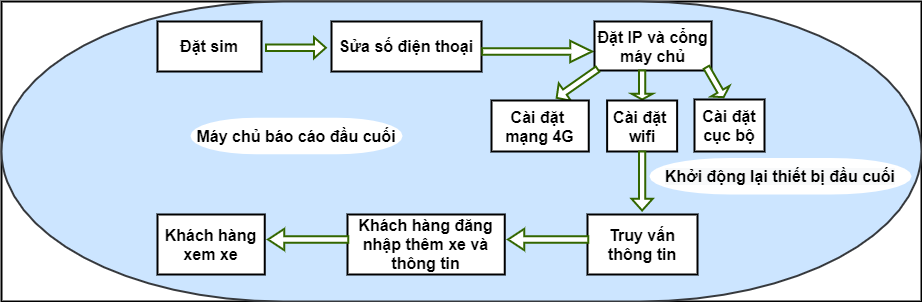 Đặt sim
Sửa số điện thoại
Đặt IP và cổng
máy chủ
Cài đặt
mạng 4G
Cài đặt
wifi
Cài đặt
cục bộ
Máy chủ báo cáo đầu cuối
Khởi động lại thiết bị đầu cuối
Khách hàng
xem xe
Khách hàng đăng
nhập thêm xe và
thông tin
Truy vấn
thông tin